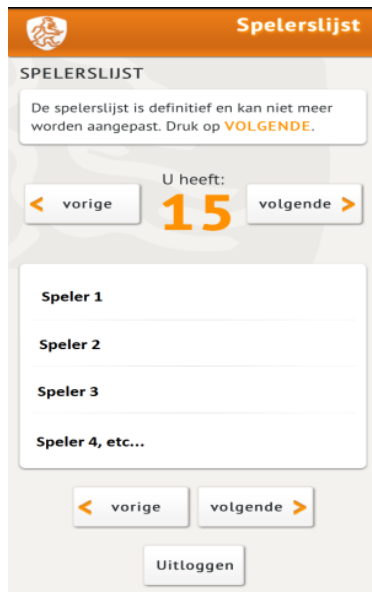 Spelerslijst
SPELERSLIJST
De spelerslijst is definitief en kan niet meer
worden aangepast. Druk op VOLGENDE.
U heeft:
< vorige
15
volgende >
Speler 1
Speler 2
Speler 3
Speler 4, etc...
< vorige
volgende >
Uitloggen